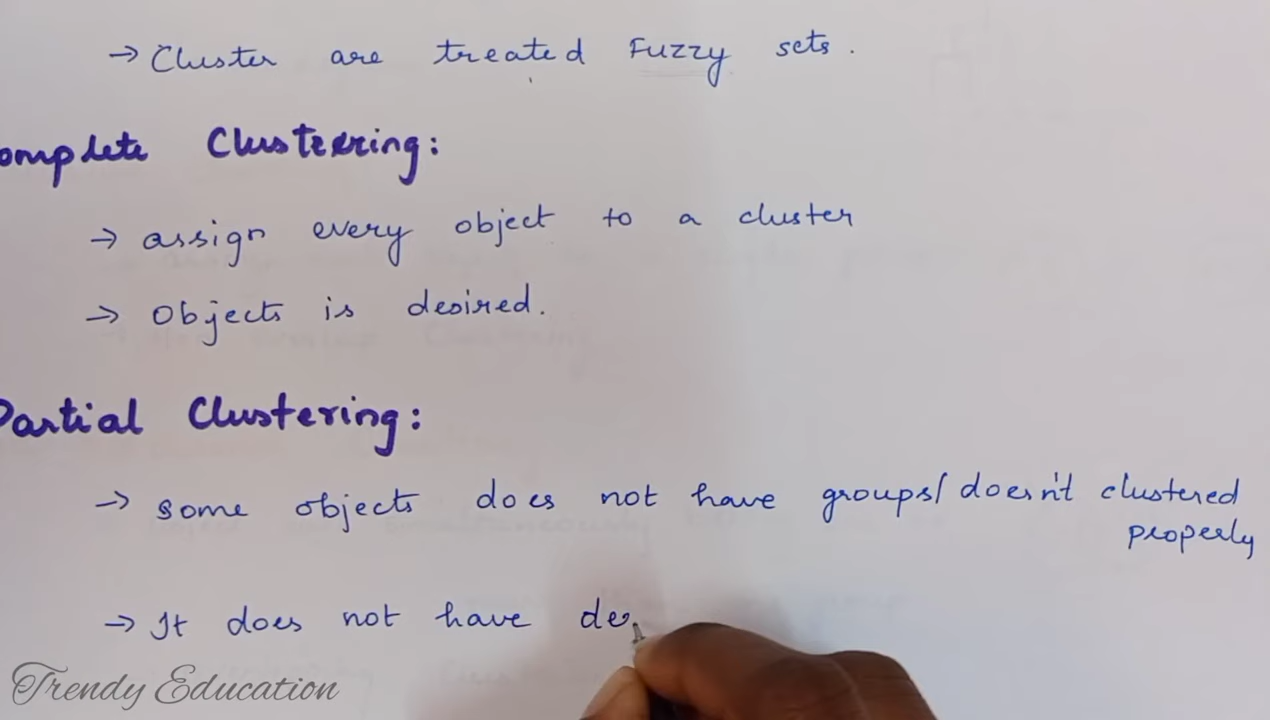 → Cluster are treated Fuzzy sets.
omplete Clustering:
→ assign every object to a cluster
→ Objects is desired.
Partial Clustering:
→ some objects does not have groups/doesn't clustered
properly
→ It does not have de
Trendy Education